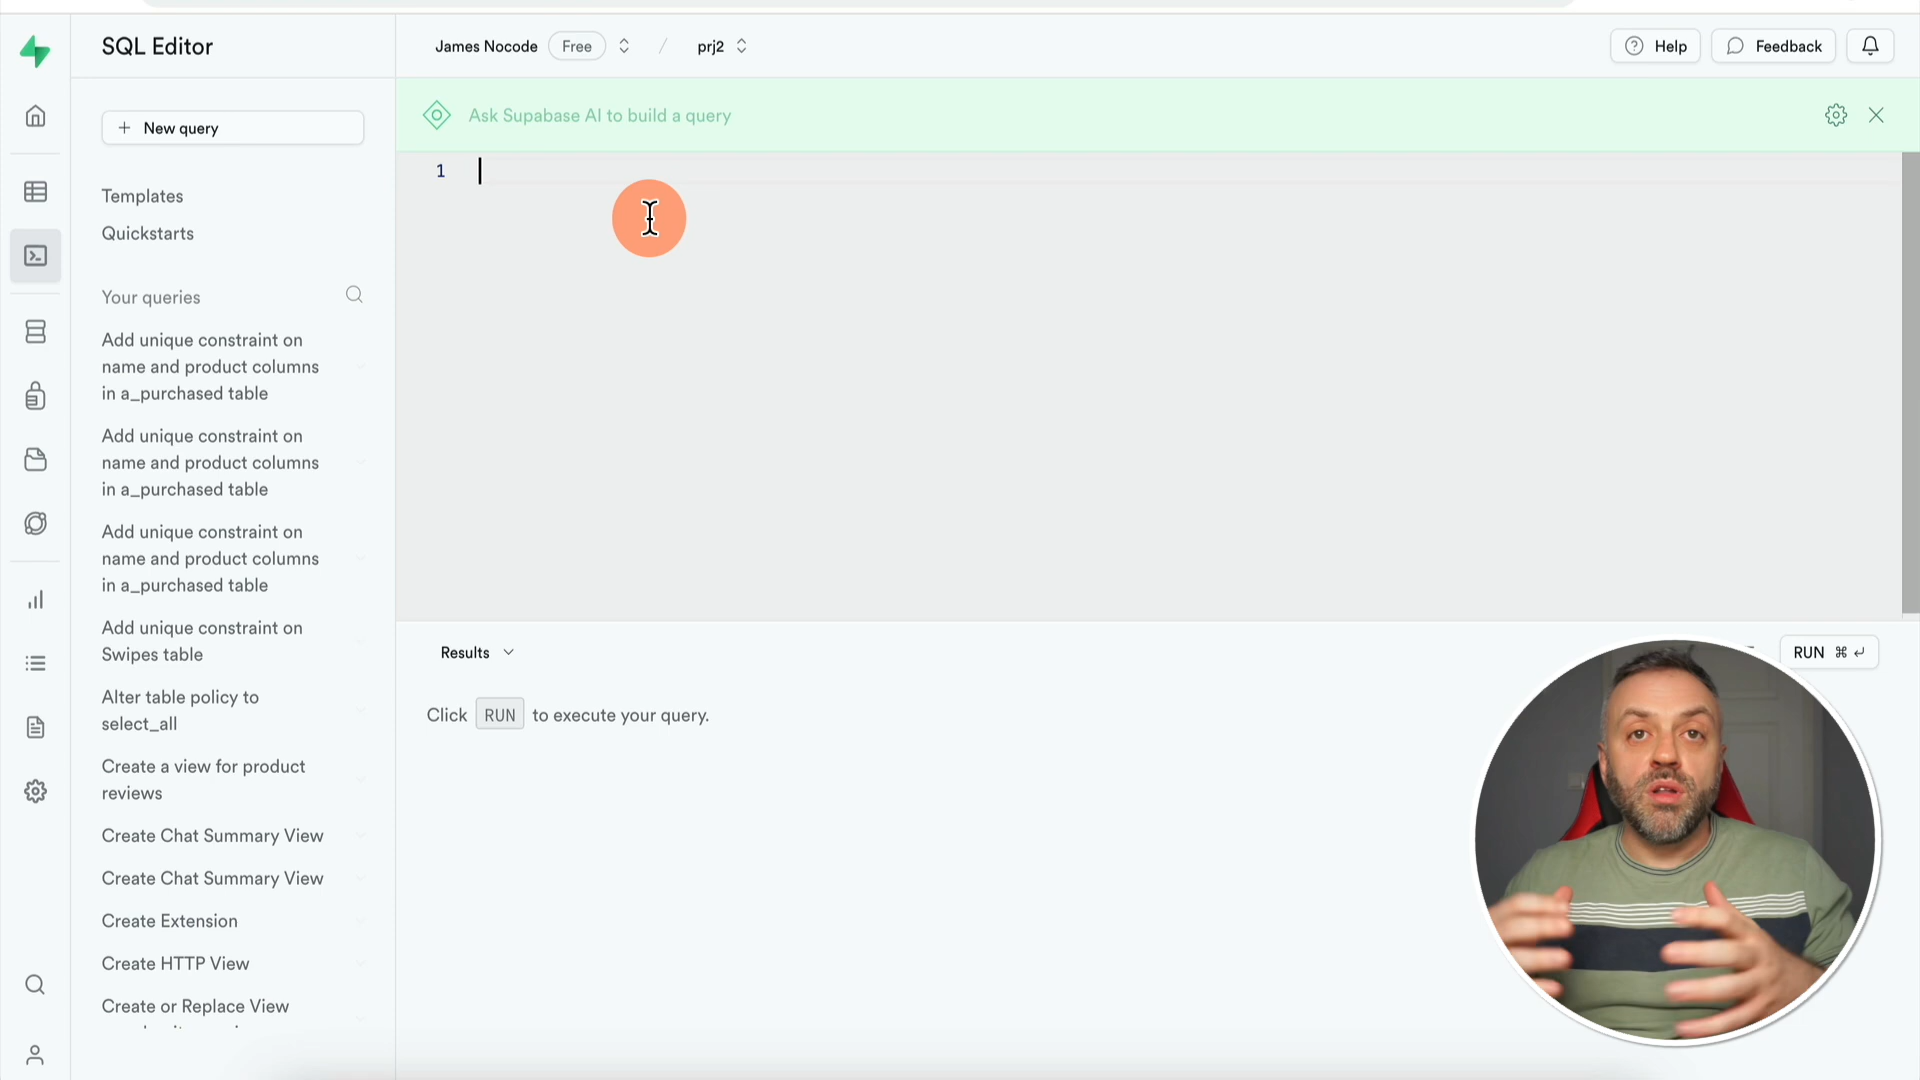 SQL Editor
James Nocode Free / prj2
Help
Feedback
Ask Supabase AI to build a query
+ New query
1
Templates
Quickstarts
Your queries
Add unique constraint on
name and product columns
in a_purchased table
Add unique constraint on
name and product columns
in a_purchased table
Add unique constraint on
name and product columns
in a_purchased table
Add unique constraint on
Swipes table
Alter table policy to
select_all
Create a view for product
reviews
Create Chat Summary View
Create Chat Summary View
Create Extension
Create HTTP View
Create or Replace View
Results
RUN ⌘ ↵
Click RUN to execute your query.